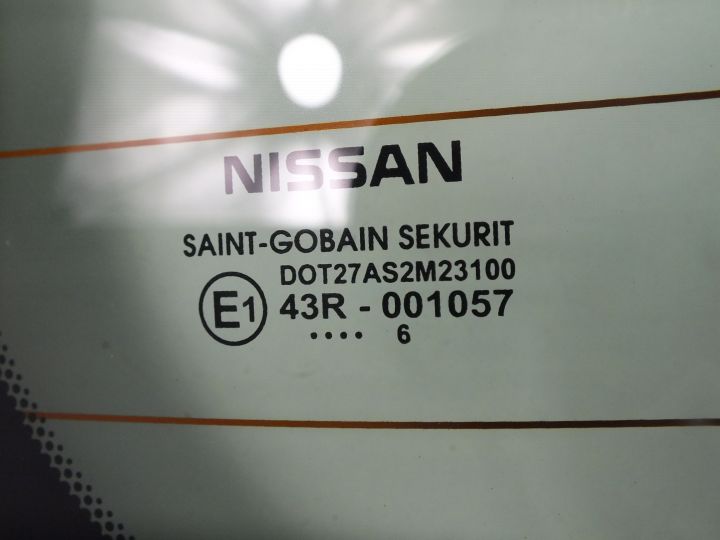 NISSAN
SAINT-GOBAIN SEKURIT
DOT27AS2M23100
E1 43R - 001057
.... 6